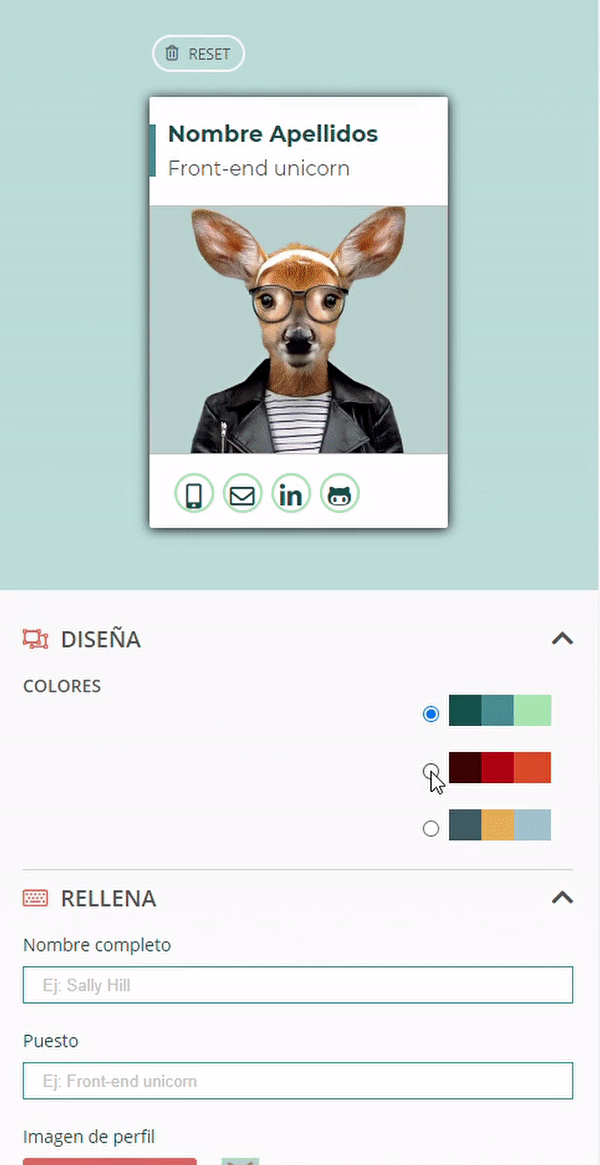 RESET
Nombre Apellidos
Front-end unicorn
in
DISEÑA
COLORES
RELLENA
Nombre completo
Ej: Sally Hill
Puesto
Ej: Front-end unicorn
Imagen de perfil